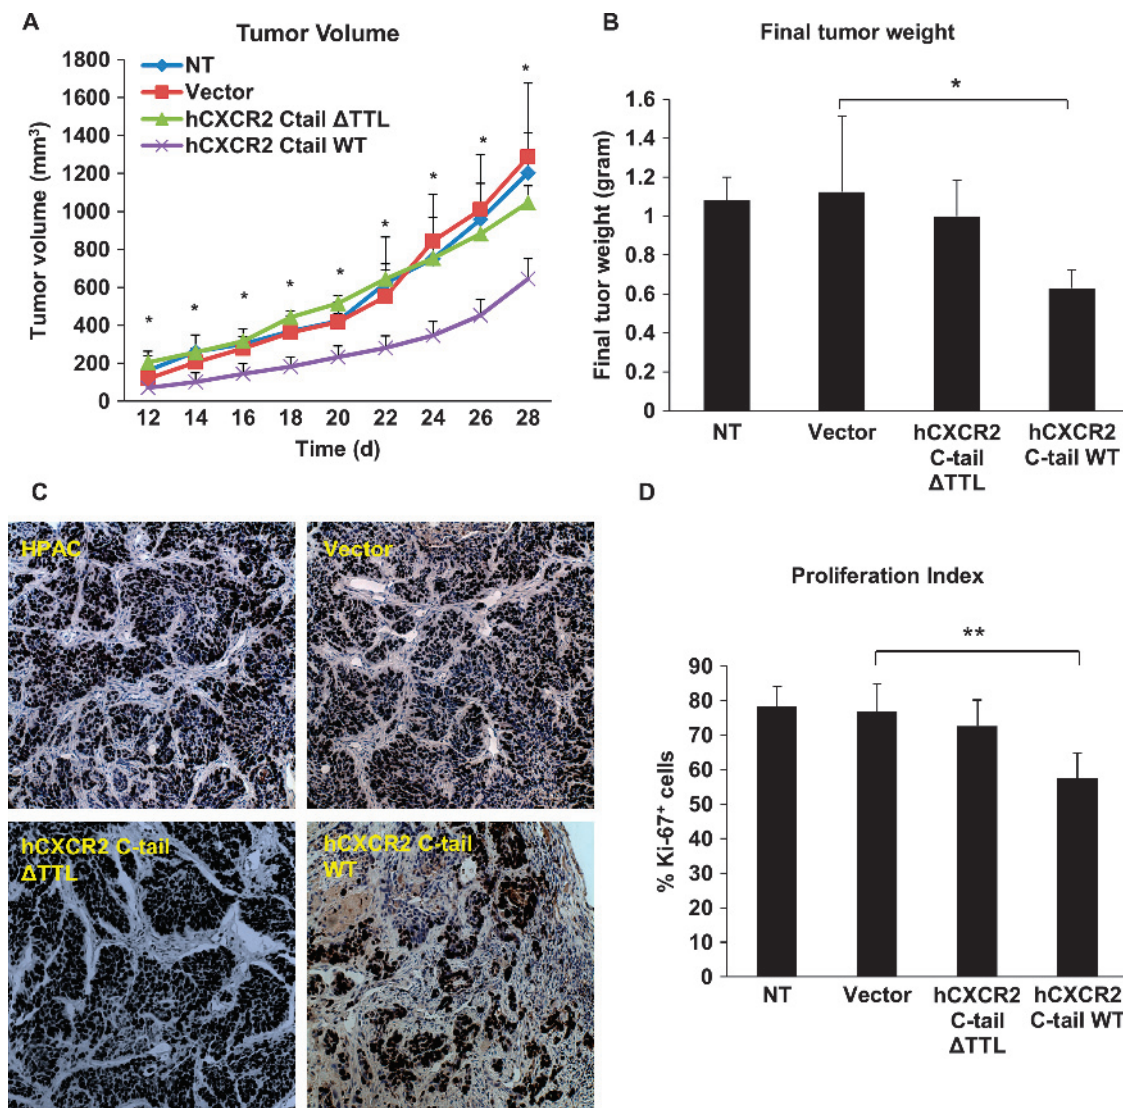 A
Tumor Volume
Tumor volume (mm³)
1800
1600
1400
1200
1000
800
600
400
200
0
NT
Vector
hCXCR2 Ctail ΔTTL
hCXCR2 Ctail WT
* * * * * * * * *
12 14 16 18 20 22 24 26 28
Time (d)
B
Final tumor weight
Final tuor weight (gram)
1.6
1.4
1.2
1
0.8
0.6
0.4
0.2
0
*
NT Vector hCXCR2 hCXCR2
C-tail C-tail WT
ΔTTL
C
HPAC
Vector
hCXCR2 C-tail
ΔTTL
hCXCR2 C-tail
WT
D
Proliferation Index
% Ki-67⁺ cells
90
80
70
60
50
40
30
20
10
0
**
NT Vector hCXCR2 hCXCR2
C-tail C-tail WT
ΔTTL